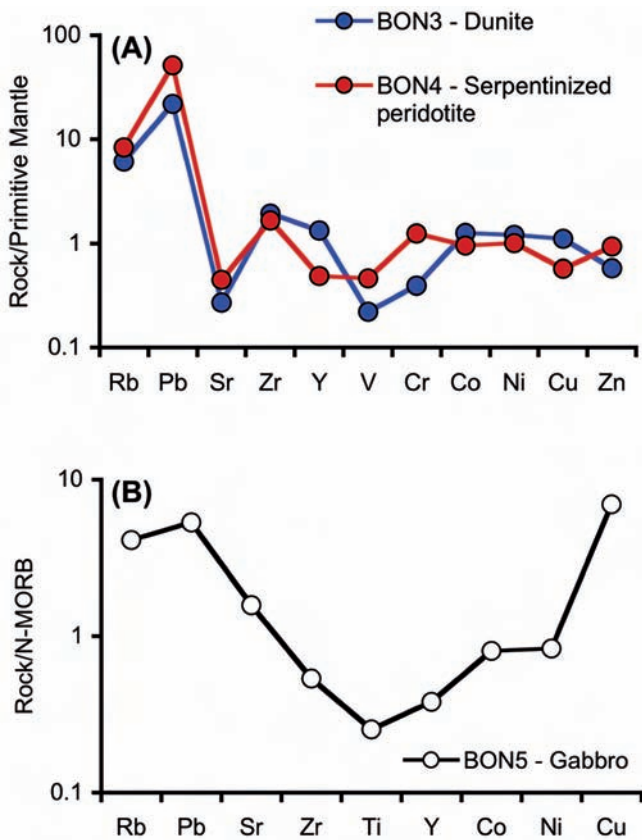 (A)
BON3 - Dunite
BON4 - Serpentinized
peridotite
Rock/Primitive Mantle
100
10
1
0.1
Rb Pb Sr Zr Y V Cr Co Ni Cu Zn
(B)
Rock/N-MORB
10
1
0.1
BON5 - Gabbro
Rb Pb Sr Zr Ti Y Co Ni Cu